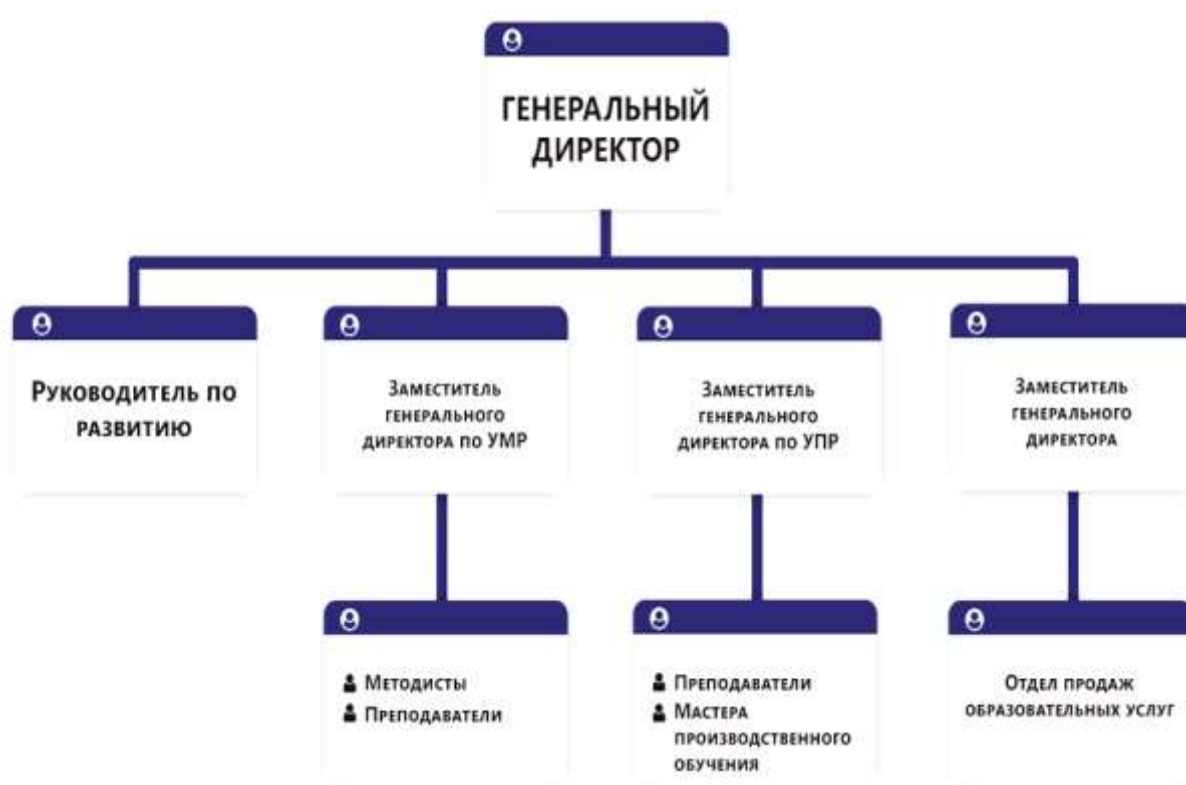 ГЕНЕРАЛЬНЫЙ
ДИРЕКТОР
РУКОВОДИТЕЛЬ ПО
РАЗВИТИЮ
ЗАМЕСТИТЕЛЬ
ГЕНЕРАЛЬНОГО
ДИРЕКТОРА ПО УМР
ЗАМЕСТИТЕЛЬ
ГЕНЕРАЛЬНОГО
ДИРЕКТОРА ПО УПР
ЗАМЕСТИТЕЛЬ
ГЕНЕРАЛЬНОГО
ДИРЕКТОРА
МЕТОДИСТЫ
ПРЕПОДАВАТЕЛИ
ПРЕПОДАВАТЕЛИ
МАСТЕРА
ПРОИЗВОДСТВЕННОГО
ОБУЧЕНИЯ
ОТДЕЛ ПРОДАЖ
ОБРАЗОВАТЕЛЬНЫХ УСЛУГ